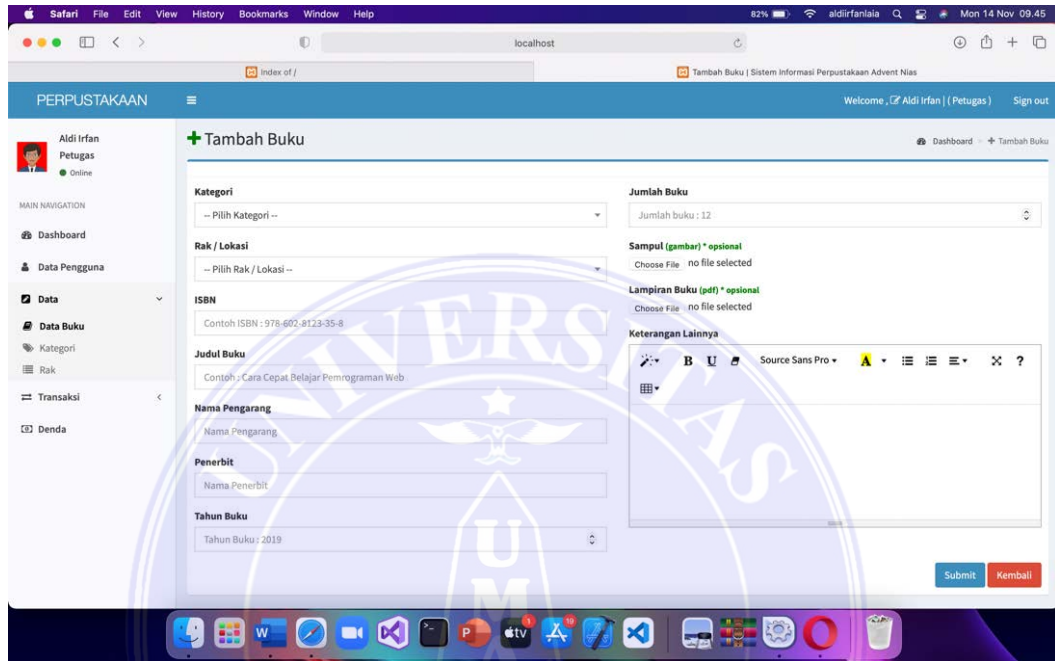 Safari File Edit View History Bookmarks Window Help 82% aldiirfanlaia Mon 14 Nov 09.45
localhost
Index of / Tambah Buku | Sistem Informasi Perpustakaan Advent Nias
PERPUSTAKAAN Welcome , Aldi Irfan | ( Petugas ) Sign out
Aldi Irfan
Petugas
Online
MAIN NAVIGATION
Dashboard
Data Pengguna
Data
Data Buku
Kategori
Rak
Transaksi
Denda
+ Tambah Buku
Dashboard > + Tambah Buku
Kategori
-- Pilih Kategori --
Rak / Lokasi
-- Pilih Rak / Lokasi --
ISBN
Contoh ISBN : 978-602-8123-35-8
Judul Buku
Contoh : Cara Cepat Belajar Pemrograman Web
Nama Pengarang
Nama Pengarang
Penerbit
Nama Penerbit
Tahun Buku
Tahun Buku : 2019
Jumlah Buku
Jumlah buku : 12
Sampul (gambar) * opsional
Choose File no file selected
Lampiran Buku (pdf) * opsional
Choose File no file selected
Keterangan Lainnya
B U Source Sans Pro A ?
Submit Kembali
UNIVERSITAS
U
M
W P tv 1 19